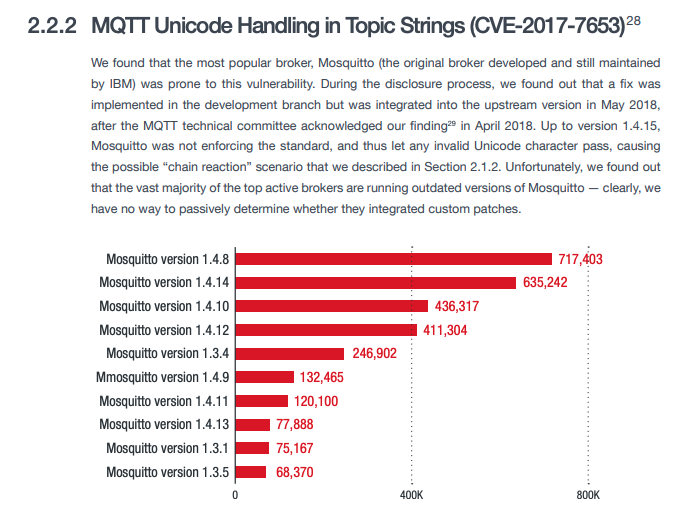 2.2.2 MQTT Unicode Handling in Topic Strings (CVE-2017-7653)28
We found that the most popular broker, Mosquitto (the original broker developed and still maintained
by IBM) was prone to this vulnerability. During the disclosure process, we found out that a fix was
implemented in the development branch but was integrated into the upstream version in May 2018,
after the MQTT technical committee acknowledged our finding29 in April 2018. Up to version 1.4.15,
Mosquitto was not enforcing the standard, and thus let any invalid Unicode character pass, causing
the possible “chain reaction” scenario that we described in Section 2.1.2. Unfortunately, we found out
that the vast majority of the top active brokers are running outdated versions of Mosquitto — clearly, we
have no way to passively determine whether they integrated custom patches.
Mosquitto version 1.4.8 717,403
Mosquitto version 1.4.14 635,242
Mosquitto version 1.4.10 436,317
Mosquitto version 1.4.12 411,304
Mosquitto version 1.3.4 246,902
Mmosquitto version 1.4.9 132,465
Mosquitto version 1.4.11 120,100
Mosquitto version 1.4.13 77,888
Mosquitto version 1.3.1 75,167
Mosquitto version 1.3.5 68,370
0 400K 800K